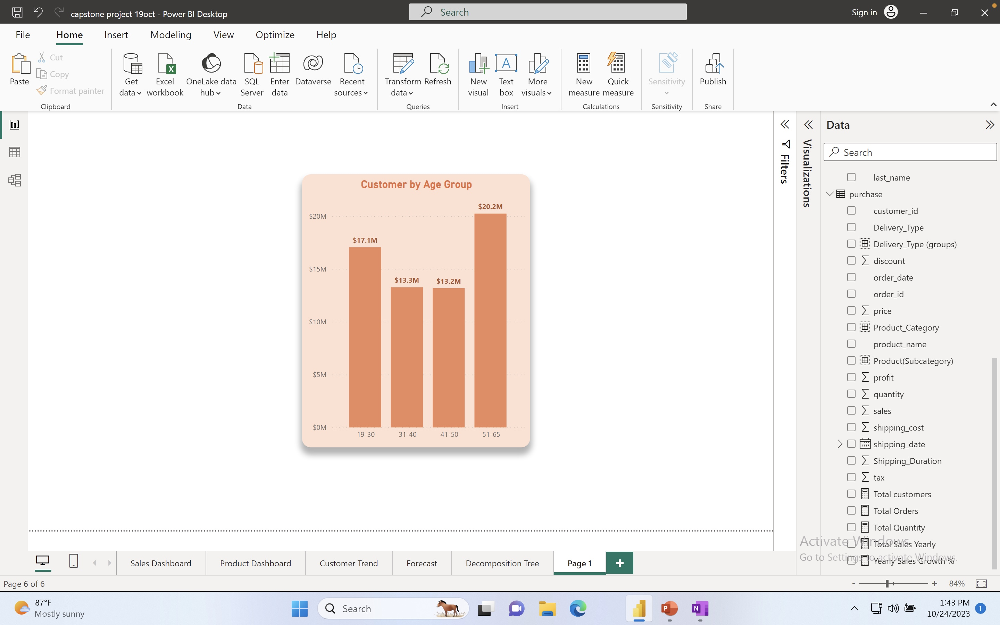 capstone project 19oct - Power BI Desktop
Search
Sign in
File
Home
Insert
Modeling
View
Optimize
Help
Paste
Cut
Copy
Format painter
Clipboard
Get
data
Excel
workbook
OneLake data
hub
SQL
Server
Enter
data
Dataverse
Recent
sources
Data
Transform
data
Refresh
Queries
New
visual
Text
box
More
visuals
Insert
New
measure
Quick
measure
Calculations
Sensitivity
Sensitivity
Publish
Share
Customer by Age Group
$20M
$15M
$10M
$5M
$0M
$17.1M
$13.3M
$13.2M
$20.2M
19-30
31-40
41-50
51-65
Filters
Visualizations
Data
Search
last_name
purchase
customer_id
Delivery_Type
Delivery_Type (groups)
discount
order_date
order_id
price
Product_Category
product_name
Product(Subcategory)
profit
quantity
sales
shipping_cost
shipping_date
Shipping_Duration
tax
Total customers
Total Orders
Total Quantity
Total Sales Yearly
Yearly Sales Growth %
Activate Windows
Go to Settings to activate Windows.
Sales Dashboard
Product Dashboard
Customer Trend
Forecast
Decomposition Tree
Page 1
Page 6 of 6
84%
87°F
Mostly sunny
Search
1:43 PM
10/24/2023
1